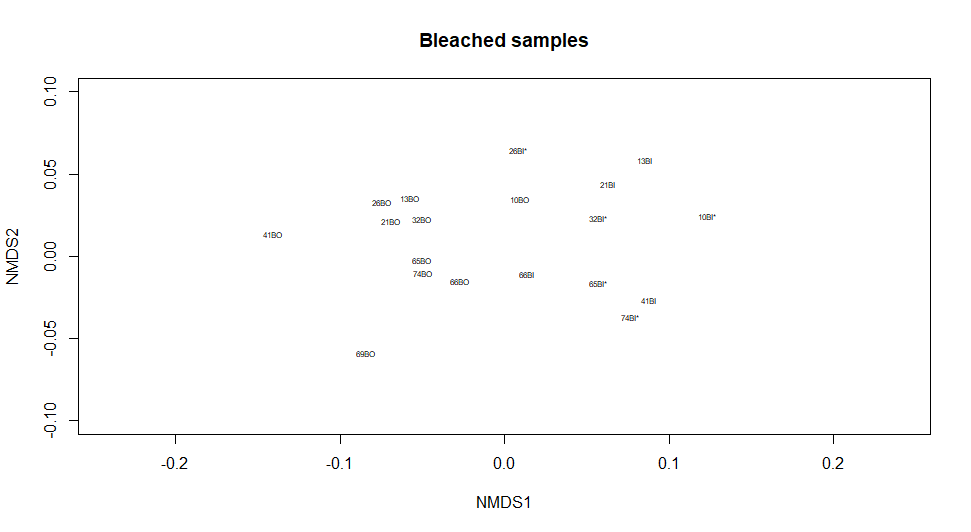 Bleached samples
0.10
0.05
0.00
-0.05
-0.10
NMDS2
26BI*
13BI
21BI
26BO
13BO
10BO
21BO
32BO
32BI*
10BI*
41BO
65BO
74BO
66BO
66BI
65BI*
41BI
74BI*
69BO
-0.2
-0.1
0.0
0.1
0.2
NMDS1